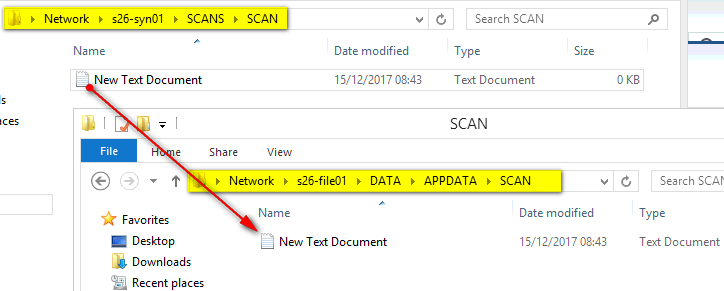 Network s26-syn01 SCANS SCAN Search SCAN
Name Date modified Type Size
New Text Document 15/12/2017 08:43 Text Document 0 KB
ds
aces
SCAN
File Home Share View
Network s26-file01 DATA APPDATA SCAN Search SCAN
Favorites Name Date modified Type
Desktop New Text Document 15/12/2017 08:43 Text Document
Downloads
Recent places